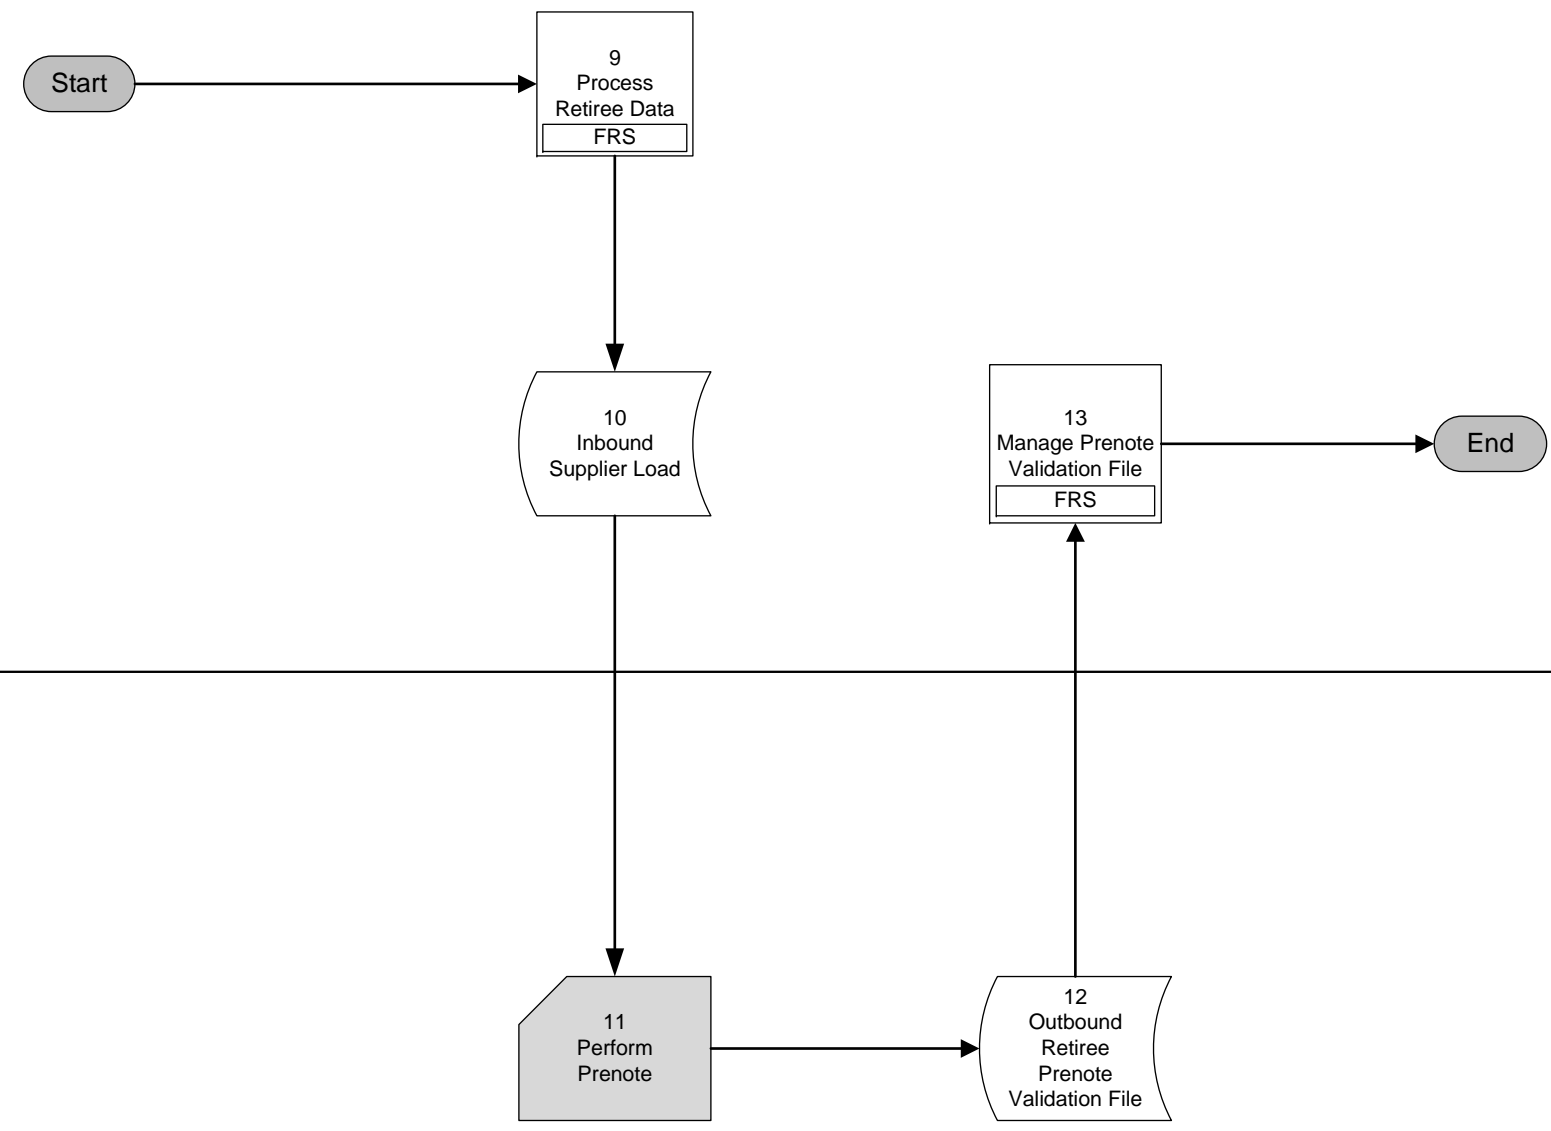 Start
9
Process
Retiree Data
FRS
10
Inbound
Supplier Load
13
Manage Prenote
Validation File
FRS
End
11
Perform
Prenote
12
Outbound
Retiree
Prenote
Validation File